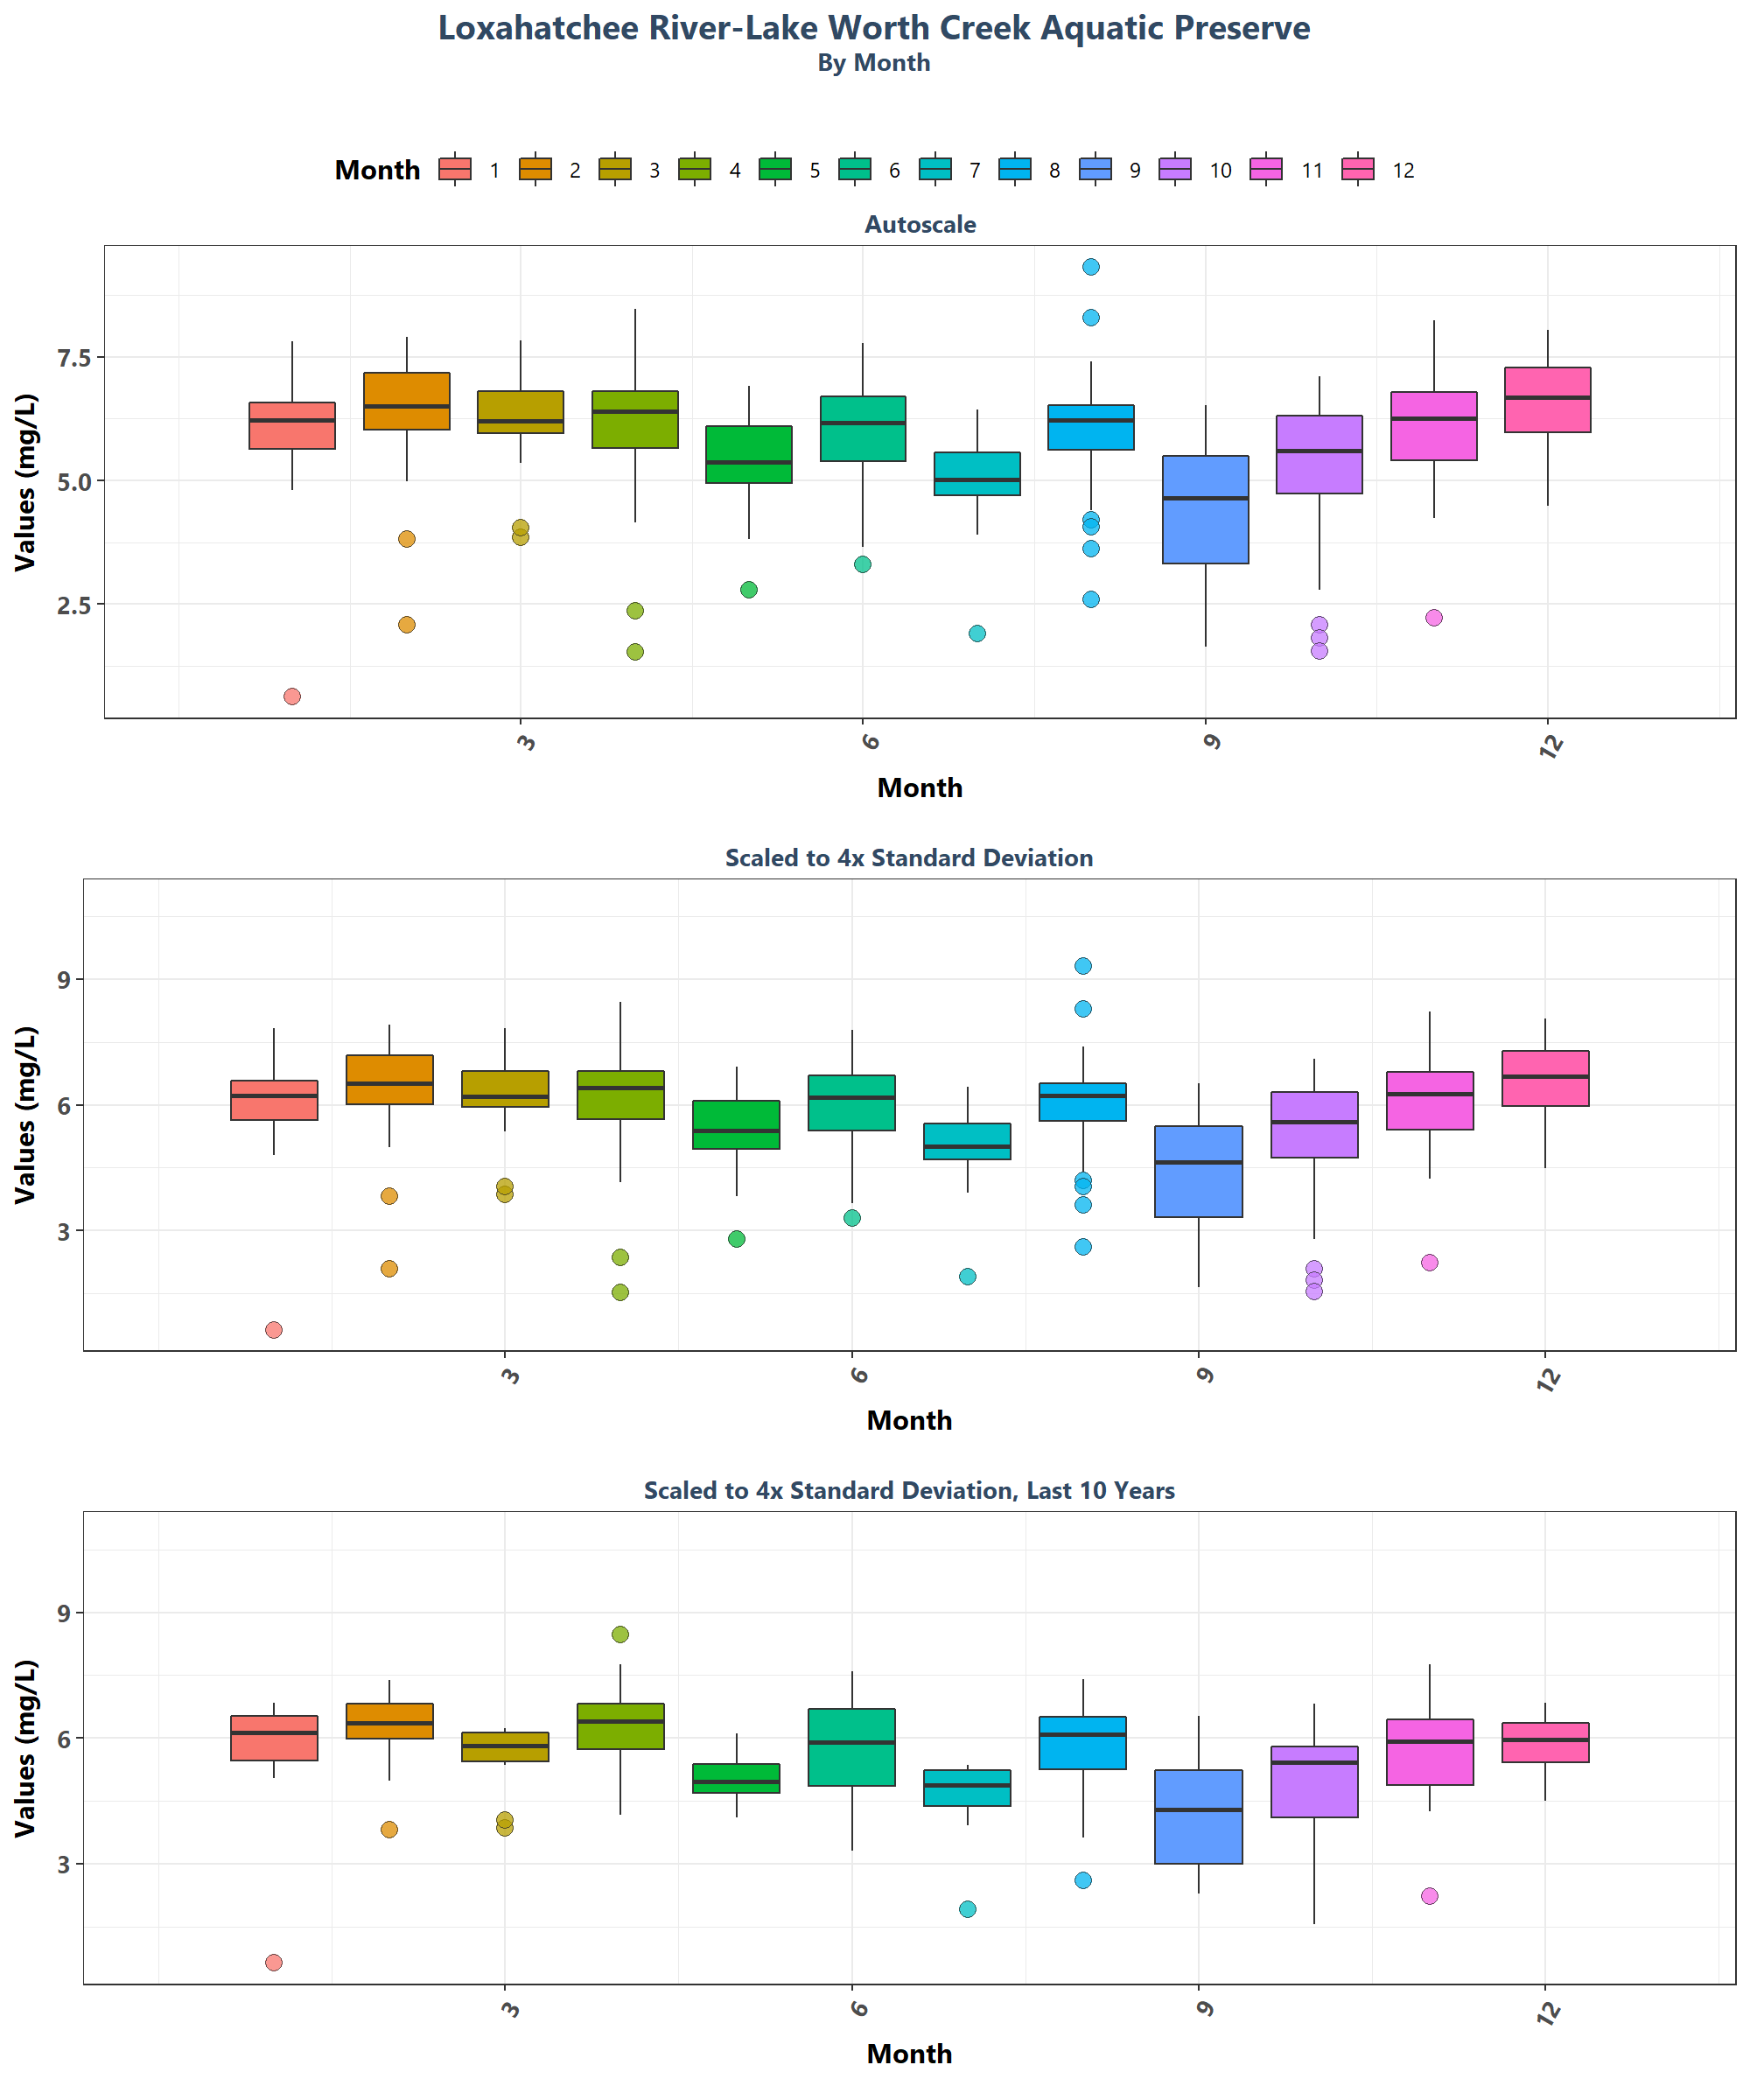 Loxahatchee River-Lake Worth Creek Aquatic Preserve
By Month
Month 1 2 3 4 5 6 7 8 9 10 11 12
Autoscale
Values (mg/L)
7.5
5.0
2.5
3 6 9 12
Month
Scaled to 4x Standard Deviation
Values (mg/L)
9
6
3
3 6 9 12
Month
Scaled to 4x Standard Deviation, Last 10 Years
Values (mg/L)
9
6
3
3 6 9 12
Month